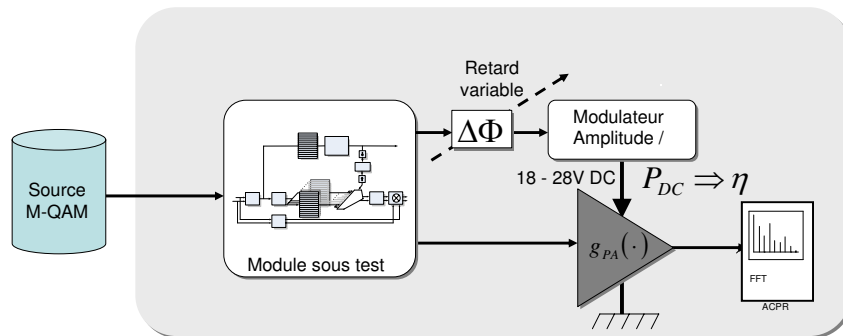 Retard
variable
ΔΦ
Modulateur
Amplitude /
Source
M-QAM
18 - 28V DC
P_DC ⇒ η
g_PA(·)
Module sous test
FFT
ACPR